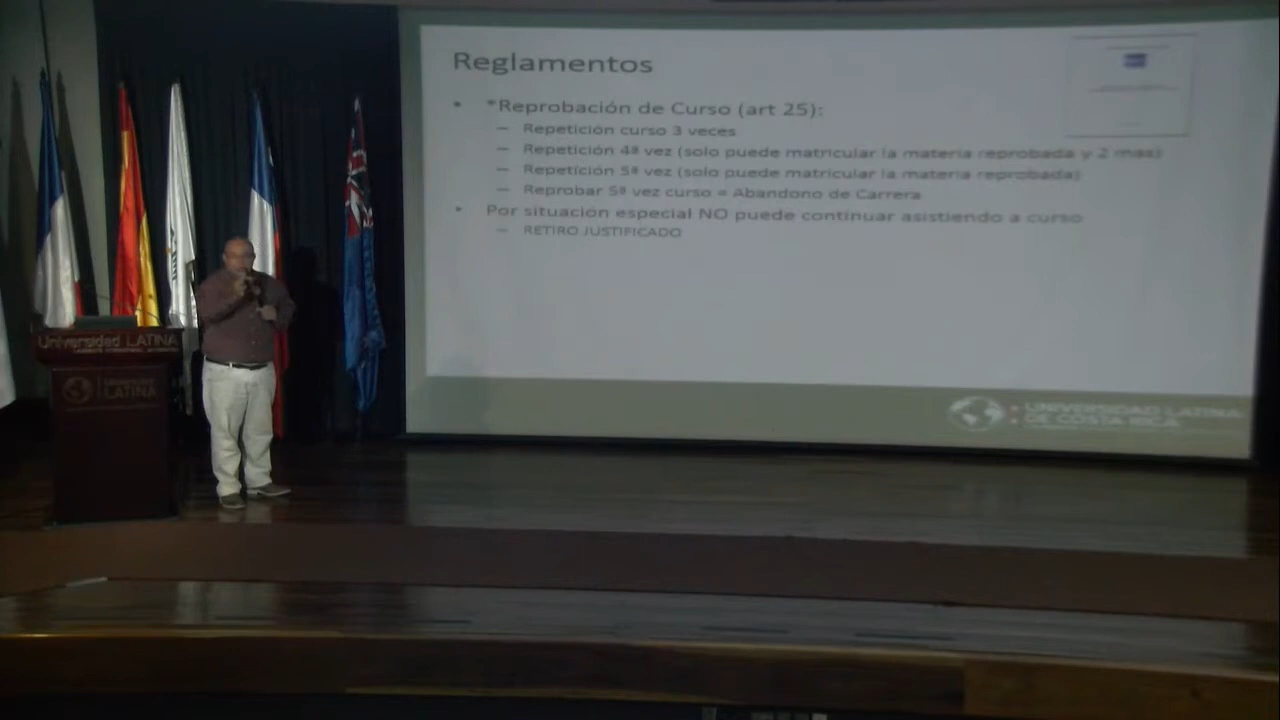 Reglamentos
• *Reprobación de Curso (art 25):
– Repetición curso 3 veces
– Repetición 4ª vez (solo puede matricular la materia reprobada y 2 mas)
– Repetición 5ª vez (solo puede matricular la materia reprobada)
– Reprobar 5ª vez curso = Abandono de Carrera
• Por situación especial NO puede continuar asistiendo a curso
– RETIRO JUSTIFICADO
UNIVERSIDAD LATINA
DE COSTA RICA
Universidad LATINA
UNIVERSIDAD
LATINA